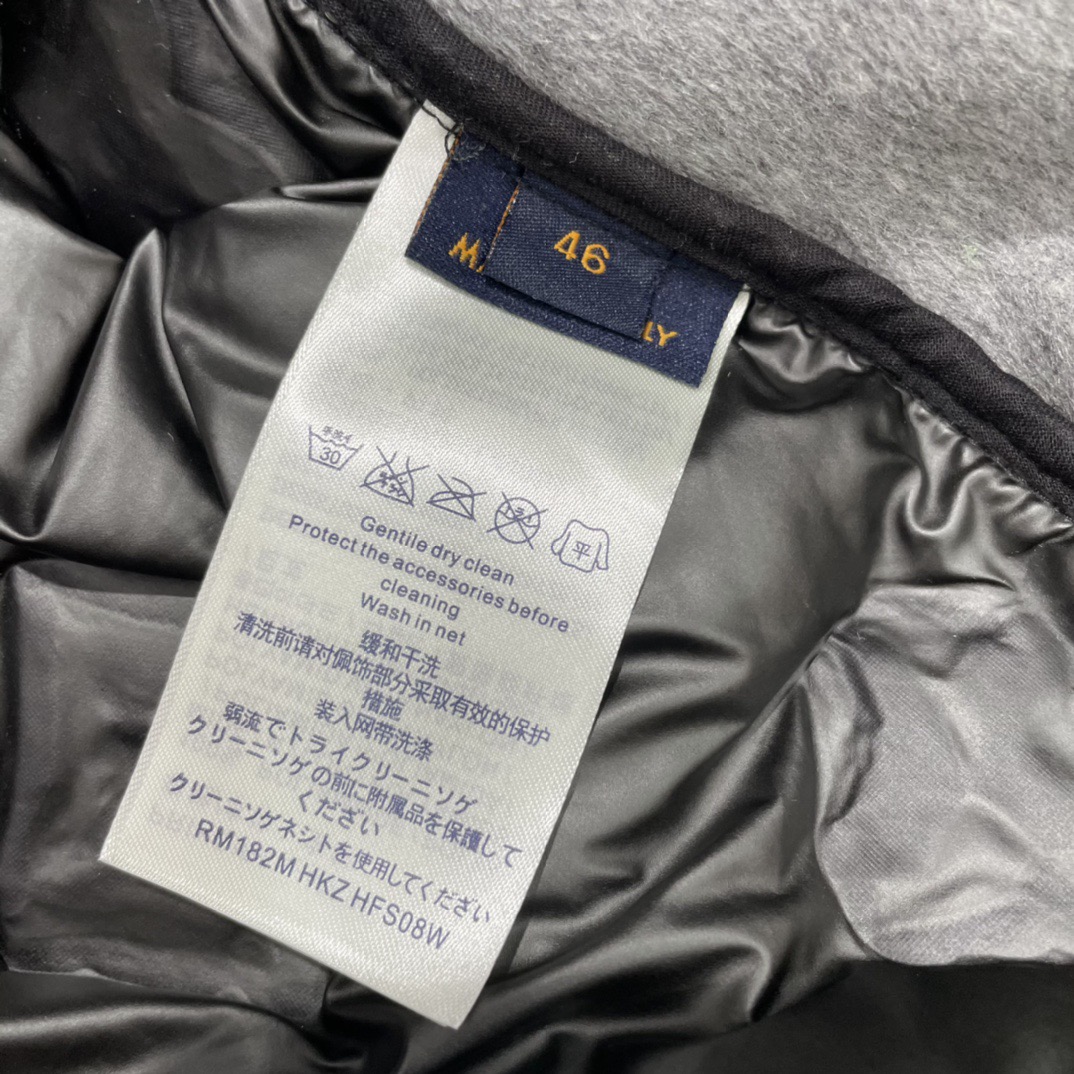 46
LY
手洗イ
30
平
Gentile dry clean
Protect the accessories before
cleaning
Wash in net
缓和干洗
清洗前请对佩饰部分采取有效的保护
措施
装入网带洗涤
弱流でトライクリーニソゲ
クリーニソゲの前に附属品を保護して
ください
クリーニソゲネシトを使用してください
RM182M HKZ HFS08W